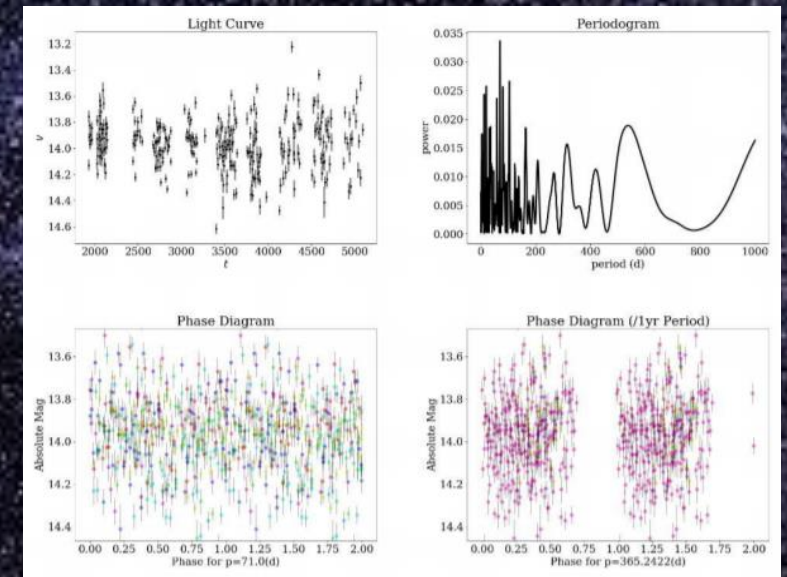 Light Curve
13.2
13.4
13.6
13.8
14.0
14.2
14.4
14.6
v
2000 2500 3000 3500 4000 4500 5000
t
Periodogram
0.035
0.030
0.025
0.020
0.015
0.010
0.005
0.000
power
0 200 400 600 800 1000
period (d)
Phase Diagram
13.6
13.8
14.0
14.2
14.4
Absolute Mag
0.00 0.25 0.50 0.75 1.00 1.25 1.50 1.75 2.00
Phase for p=71.0(d)
Phase Diagram (/1yr Period)
13.6
13.8
14.0
14.2
14.4
Absolute Mag
0.00 0.25 0.50 0.75 1.00 1.25 1.50 1.75 2.00
Phase for p=365.2422(d)